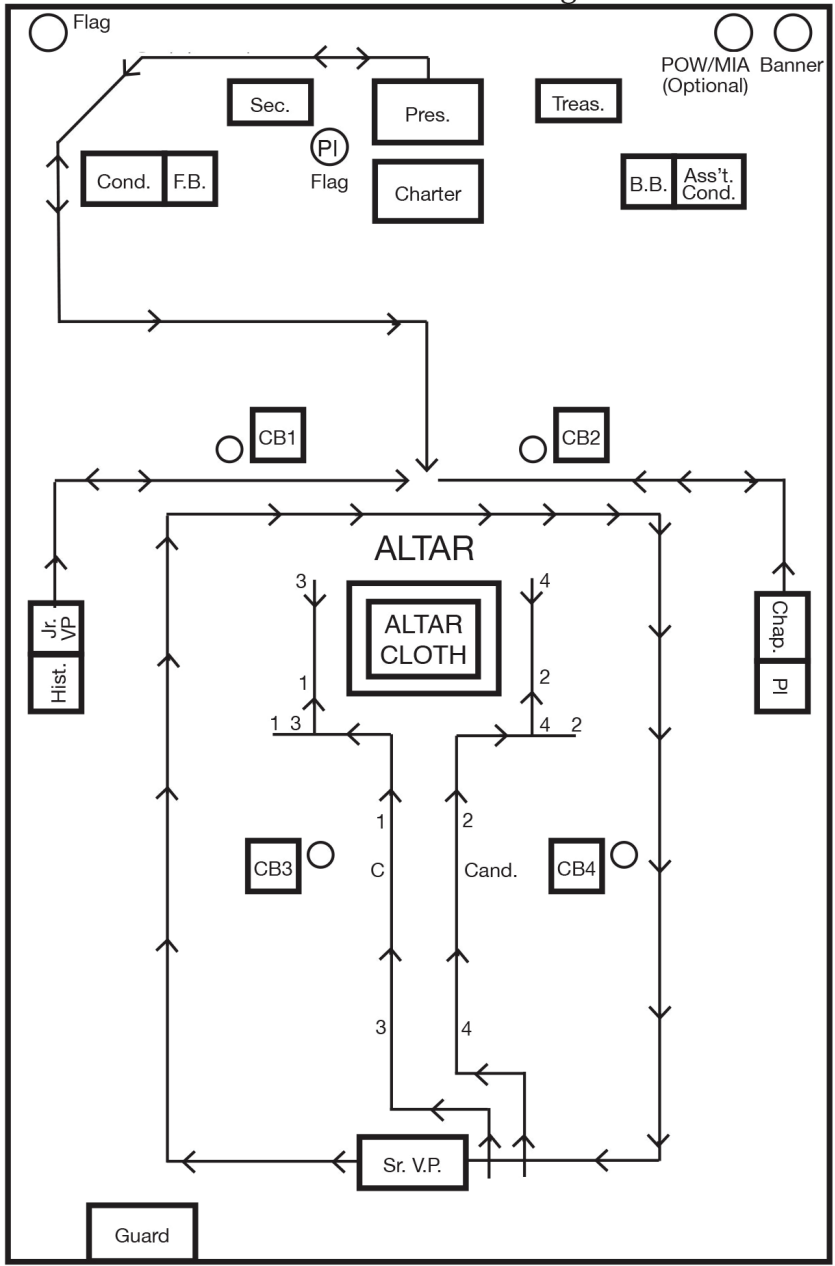 Flag
POW/MIA
(Optional)
Banner
Sec.
Pres.
Treas.
PI
Flag
Cond.
F.B.
Charter
B.B.
Ass't.
Cond.
CB1
CB2
ALTAR
3
4
ALTAR
CLOTH
Jr.
VP
Hist.
Chap.
PI
1
2
1 3
4 2
1
2
CB3
C
Cand.
CB4
3
4
Sr. V.P.
Guard